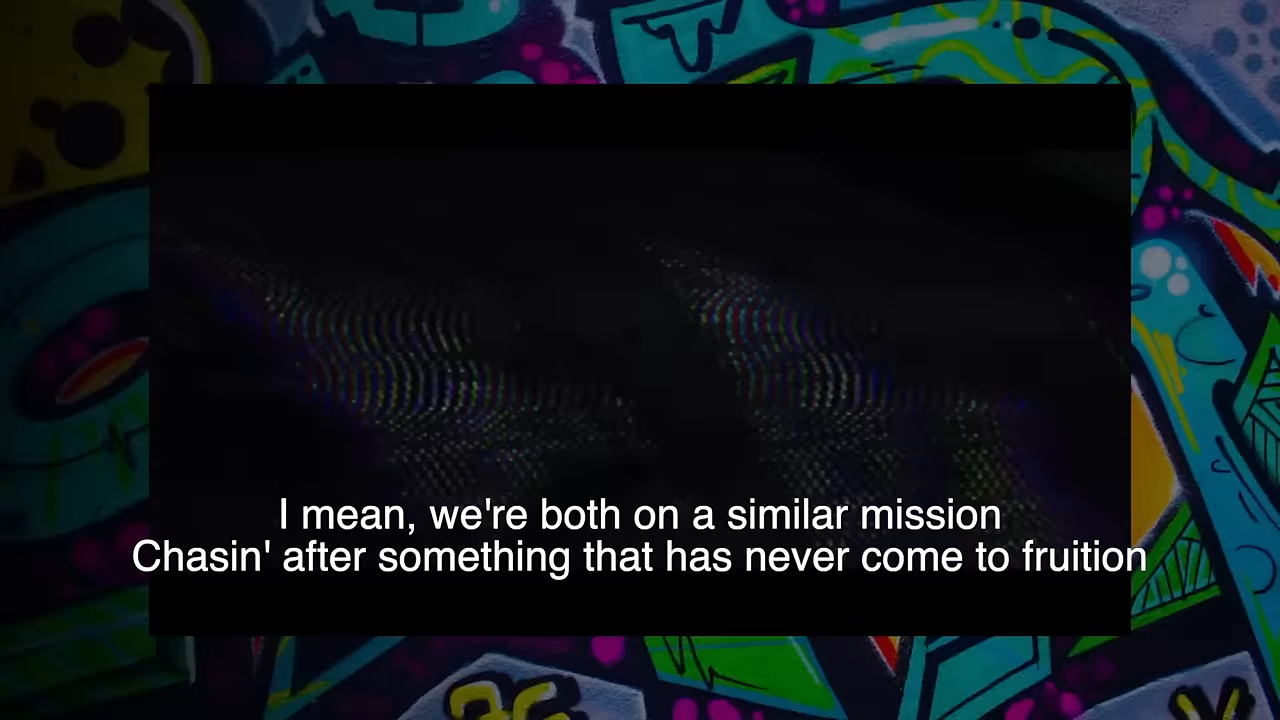 I mean, we're both on a similar mission
Chasin' after something that has never come to fruition